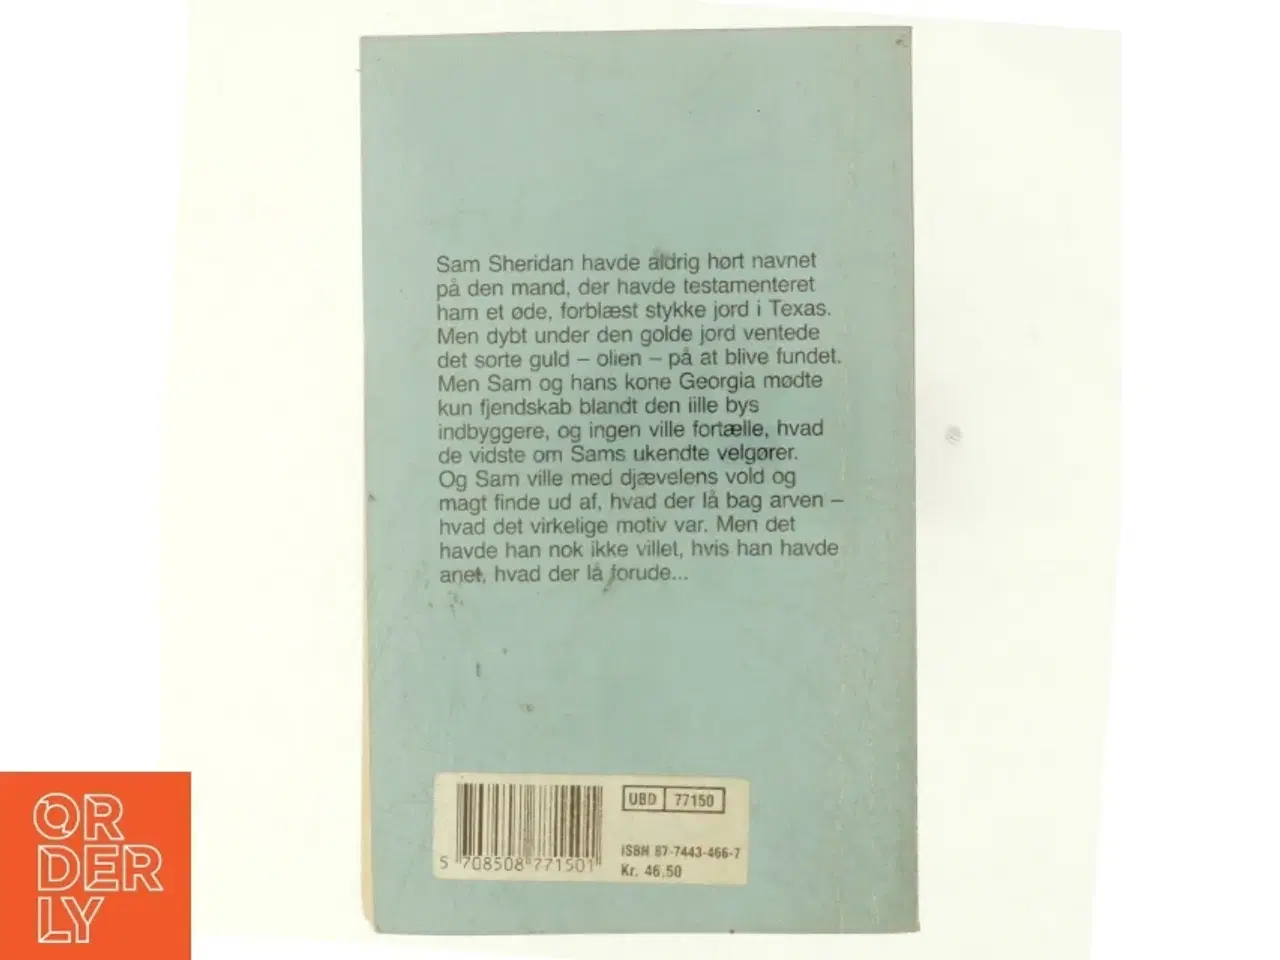 Sam Sheridan havde aldrig hørt navnet
på den mand, der havde testamenteret
ham et øde, forblæst stykke jord i Texas.
Men dybt under den golde jord ventede
det sorte guld – olien – på at blive fundet.
Men Sam og hans kone Georgia mødte
kun fjendskab blandt den lille bys
indbyggere, og ingen ville fortælle, hvad
de vidste om Sams ukendte velgører.
Og Sam ville med djævelens vold og
magt finde ud af, hvad der lå bag arven –
hvad det virkelige motiv var. Men det
havde han nok ikke villet, hvis han havde
anet, hvad der lå forude...
UBD 77150
ISBN 87-7443-466-7
Kr. 46,50
5 708508 771501
OR
DER
LY